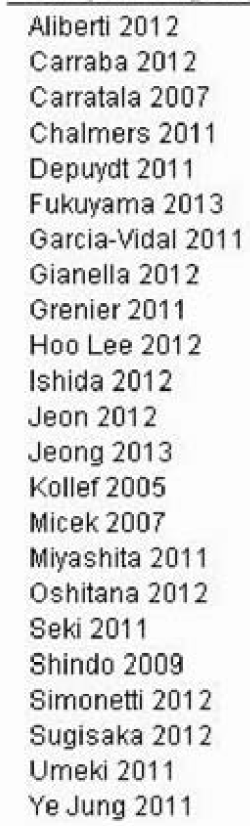 Aliberti 2012
Carraba 2012
Carratala 2007
Chalmers 2011
Depuydt 2011
Fukuyama 2013
Garcia-Vidal 2011
Gianella 2012
Grenier 2011
Hoo Lee 2012
Ishida 2012
Jeon 2012
Jeong 2013
Kollef 2005
Micek 2007
Miyashita 2011
Oshitana 2012
Seki 2011
Shindo 2009
Simonetti 2012
Sugisaka 2012
Umeki 2011
Ye Jung 2011